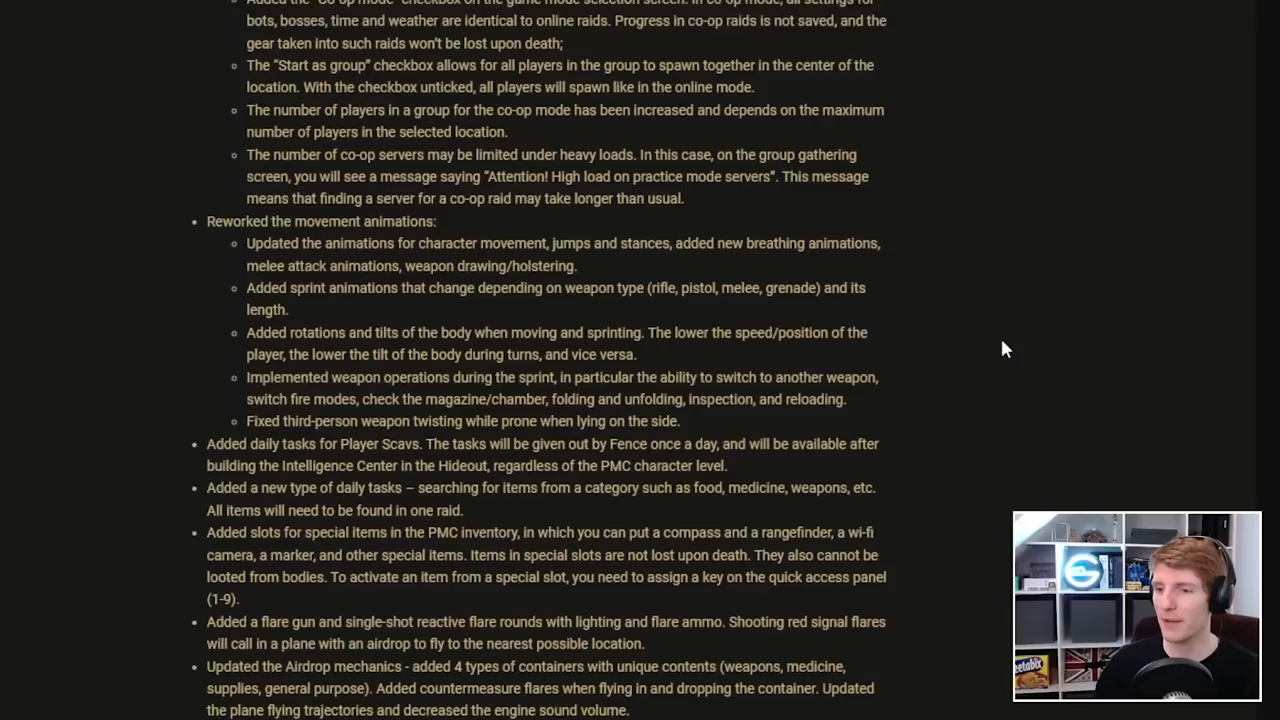 Added the "Co-op mode" checkbox on the game mode selection screen. In co-op mode, all settings for
bots, bosses, time and weather are identical to online raids. Progress in co-op raids is not saved, and the
gear taken into such raids won't be lost upon death;
The "Start as group" checkbox allows for all players in the group to spawn together in the center of the
location. With the checkbox unticked, all players will spawn like in the online mode.
The number of players in a group for the co-op mode has been increased and depends on the maximum
number of players in the selected location.
The number of co-op servers may be limited under heavy loads. In this case, on the group gathering
screen, you will see a message saying "Attention! High load on practice mode servers". This message
means that finding a server for a co-op raid may take longer than usual.
Reworked the movement animations:
Updated the animations for character movement, jumps and stances, added new breathing animations,
melee attack animations, weapon drawing/holstering.
Added sprint animations that change depending on weapon type (rifle, pistol, melee, grenade) and its
length.
Added rotations and tilts of the body when moving and sprinting. The lower the speed/position of the
player, the lower the tilt of the body during turns, and vice versa.
Implemented weapon operations during the sprint, in particular the ability to switch to another weapon,
switch fire modes, check the magazine/chamber, folding and unfolding, inspection, and reloading.
Fixed third-person weapon twisting while prone when lying on the side.
Added daily tasks for Player Scavs. The tasks will be given out by Fence once a day, and will be available after
building the Intelligence Center in the Hideout, regardless of the PMC character level.
Added a new type of daily tasks – searching for items from a category such as food, medicine, weapons, etc.
All items will need to be found in one raid.
Added slots for special items in the PMC inventory, in which you can put a compass and a rangefinder, a wi-fi
camera, a marker, and other special items. Items in special slots are not lost upon death. They also cannot be
looted from bodies. To activate an item from a special slot, you need to assign a key on the quick access panel
(1-9).
Added a flare gun and single-shot reactive flare rounds with lighting and flare ammo. Shooting red signal flares
will call in a plane with an airdrop to fly to the nearest possible location.
Updated the Airdrop mechanics - added 4 types of containers with unique contents (weapons, medicine,
supplies, general purpose). Added countermeasure flares when flying in and dropping the container. Updated
the plane flying trajectories and decreased the engine sound volume.
eetabix